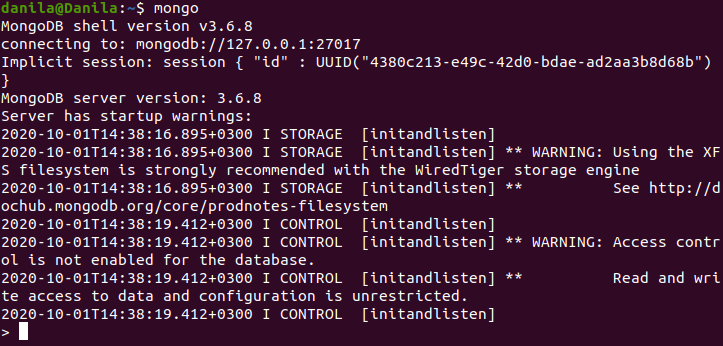 danila@Danila:~$ mongo
MongoDB shell version v3.6.8
connecting to: mongodb://127.0.0.1:27017
Implicit session: session { "id" : UUID("4380c213-e49c-42d0-bdae-ad2aa3b8d68b")
}
MongoDB server version: 3.6.8
Server has startup warnings:
2020-10-01T14:38:16.895+0300 I STORAGE  [initandlisten]
2020-10-01T14:38:16.895+0300 I STORAGE  [initandlisten] ** WARNING: Using the XF
S filesystem is strongly recommended with the WiredTiger storage engine
2020-10-01T14:38:16.895+0300 I STORAGE  [initandlisten] **          See http://d
ochub.mongodb.org/core/prodnotes-filesystem
2020-10-01T14:38:19.412+0300 I CONTROL  [initandlisten]
2020-10-01T14:38:19.412+0300 I CONTROL  [initandlisten] ** WARNING: Access contr
ol is not enabled for the database.
2020-10-01T14:38:19.412+0300 I CONTROL  [initandlisten] **          Read and wri
te access to data and configuration is unrestricted.
2020-10-01T14:38:19.412+0300 I CONTROL  [initandlisten]
>